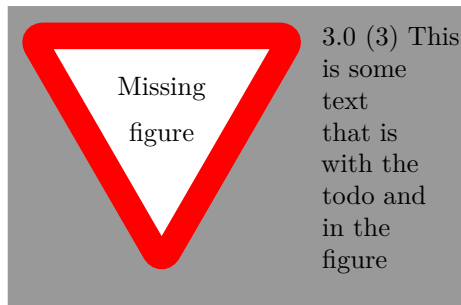 Missing
figure
3.0 (3) This
is some
text
that is
with the
todo and
in the
figure